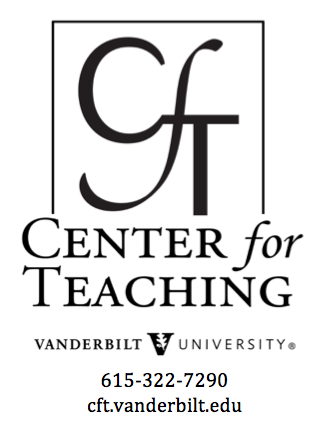 CfT
CENTER for
TEACHING
VANDERBILT V UNIVERSITY®
615-322-7290
cft.vanderbilt.edu